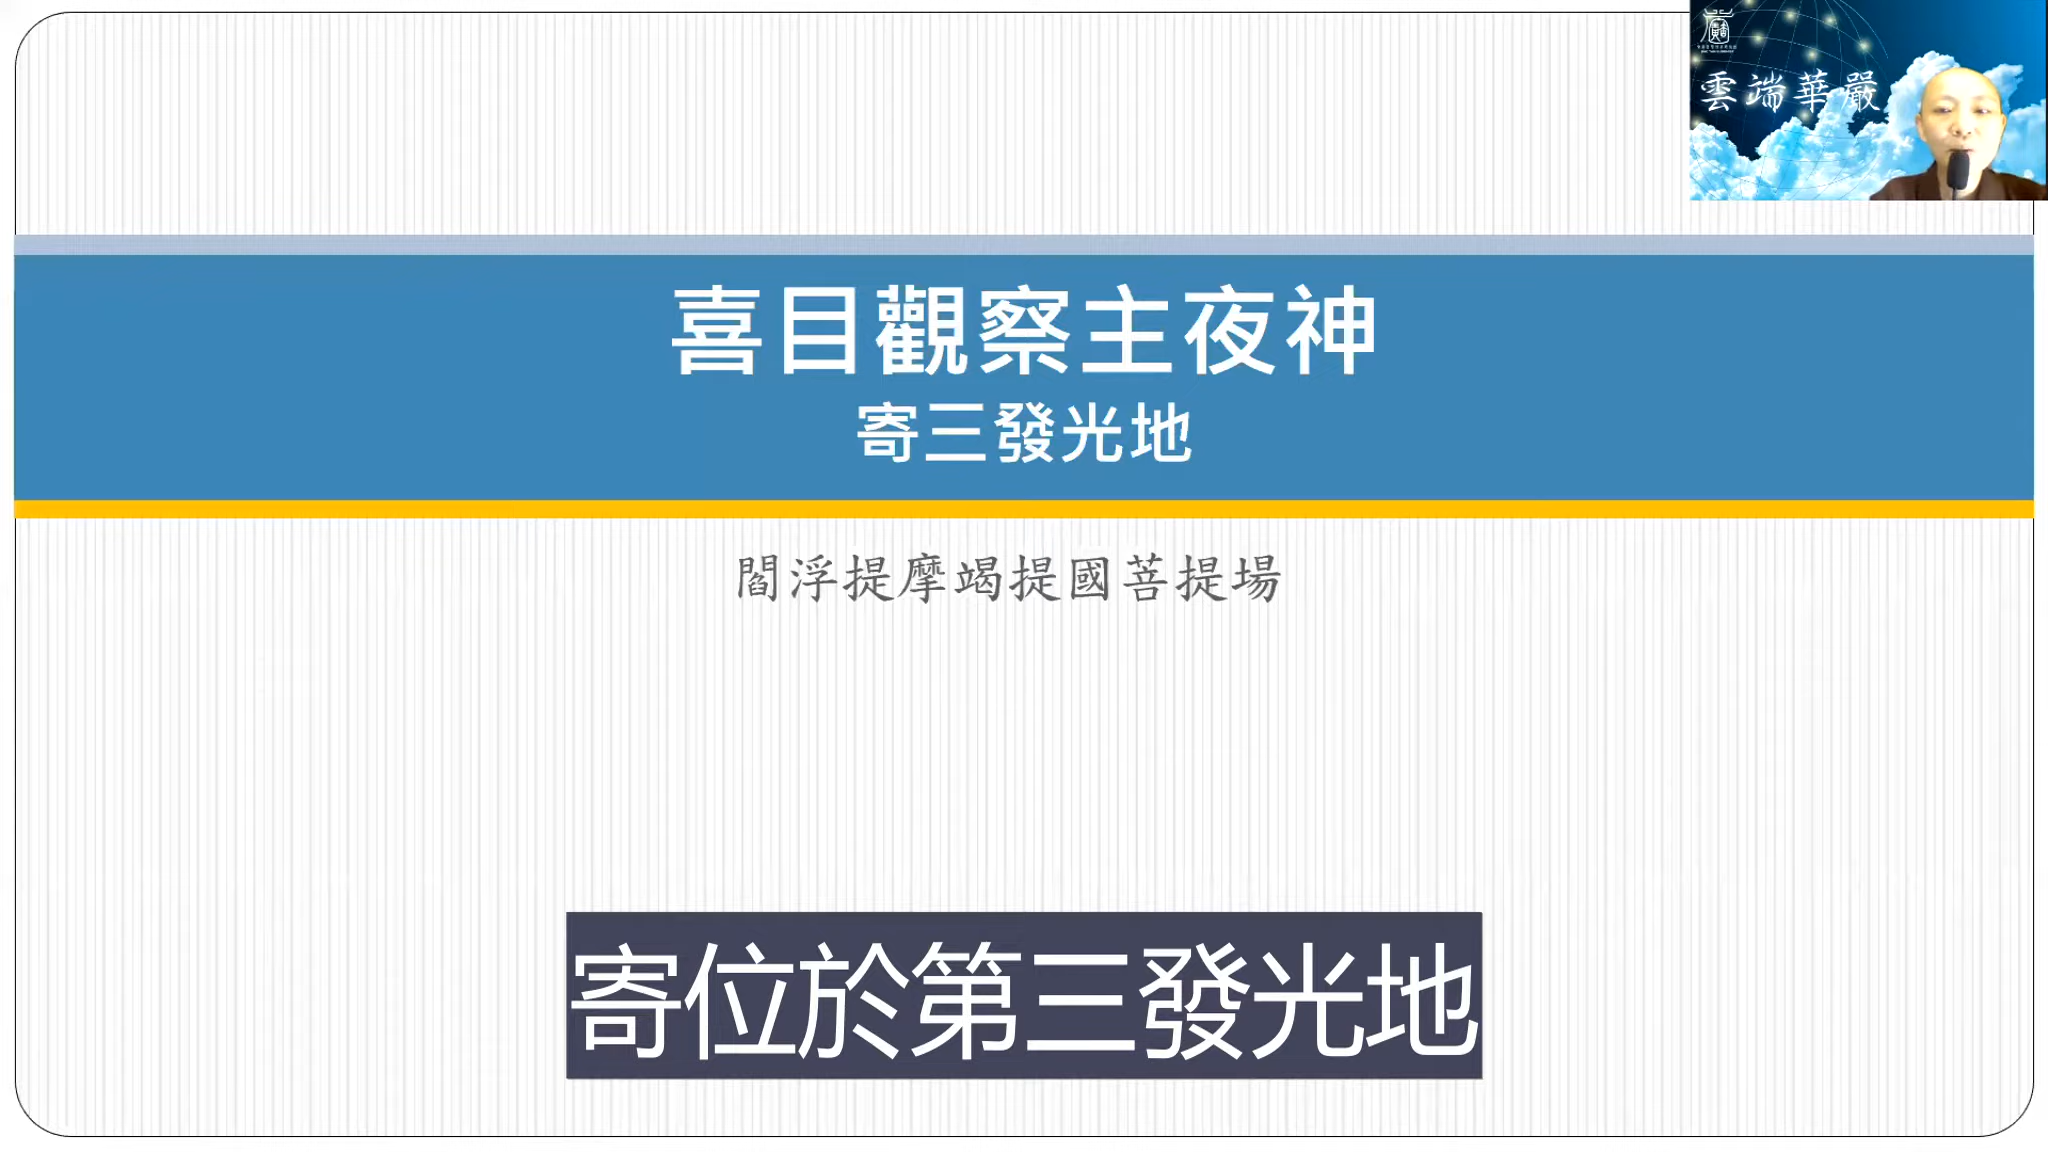 雲端華嚴
喜目觀察主夜神
寄三發光地
閻浮提摩竭提國菩提場
寄位於第三發光地